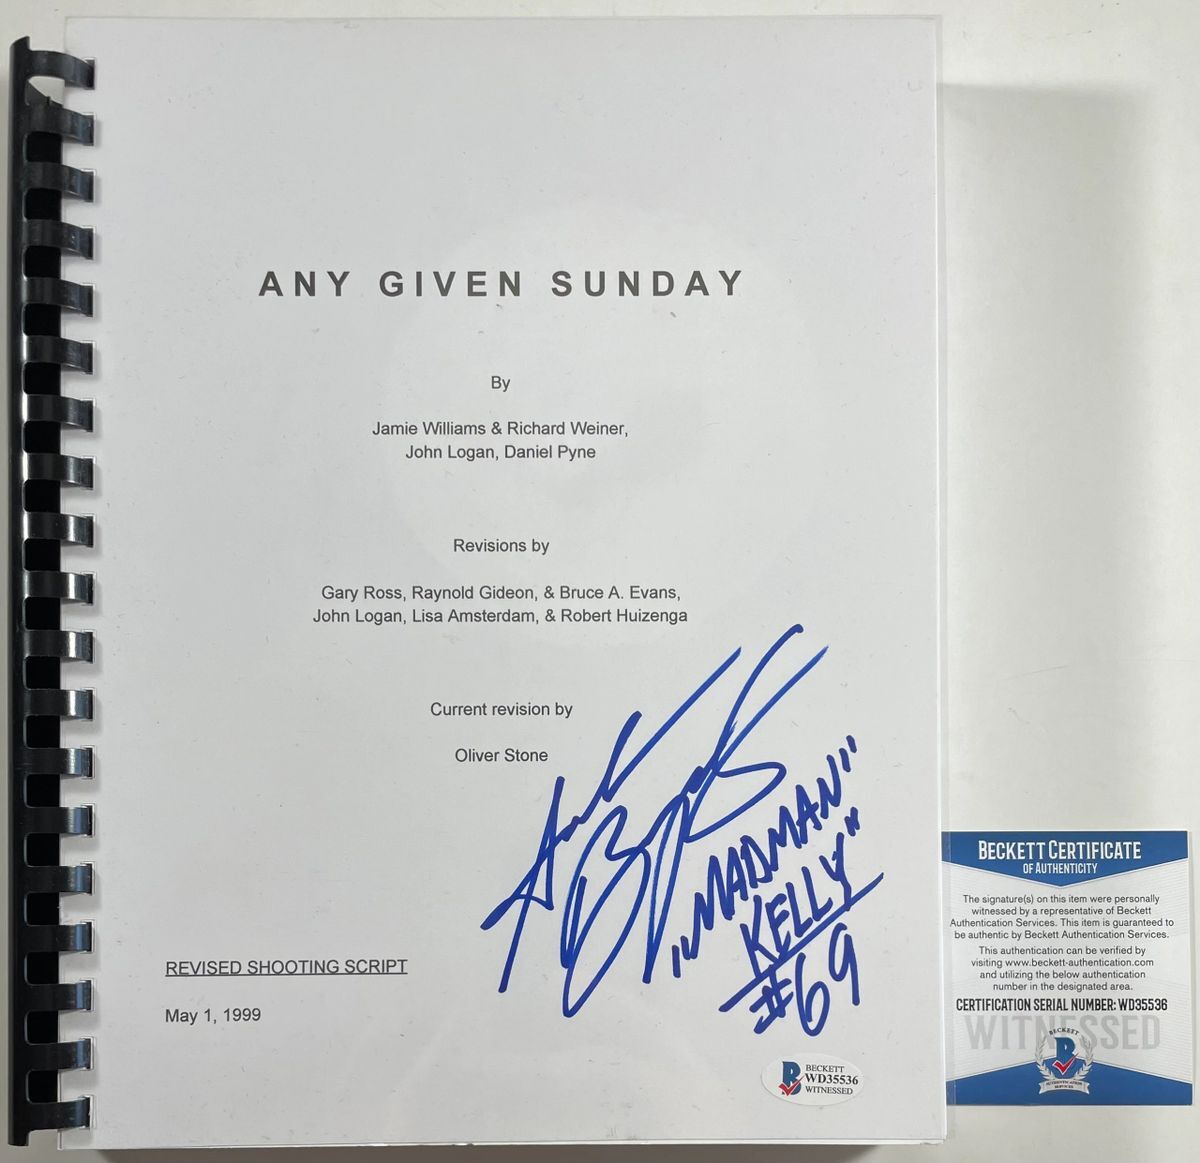 ANY GIVEN SUNDAY
By
Jamie Williams & Richard Weiner,
John Logan, Daniel Pyne
Revisions by
Gary Ross, Raynold Gideon, & Bruce A. Evans,
John Logan, Lisa Amsterdam, & Robert Huizenga
Current revision by
Oliver Stone
"MADMAN"
KELLY"
#69
REVISED SHOOTING SCRIPT
May 1, 1999
BECKETT
WD35536
WITNESSED
BECKETT CERTIFICATE
OF AUTHENTICITY
The signature(s) on this item were personally
witnessed by a representative of Beckett
Authentication Services. This item is guaranteed to
be authentic by Beckett Authentication Services.
This authentication can be verified by
visiting www.beckett-authentication.com
and utilizing the below authentication
number in the designated area.
CERTIFICATION SERIAL NUMBER: WD35536
WITNESSED
BECKETT
B
AUTHENTICATION
SERVICES